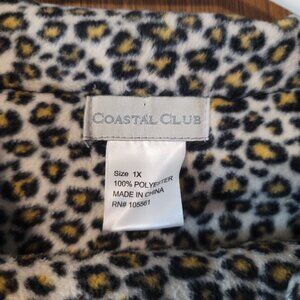 COASTAL CLUB
Size 1X
100% POLYESTER
MADE IN CHINA
RN# 105561